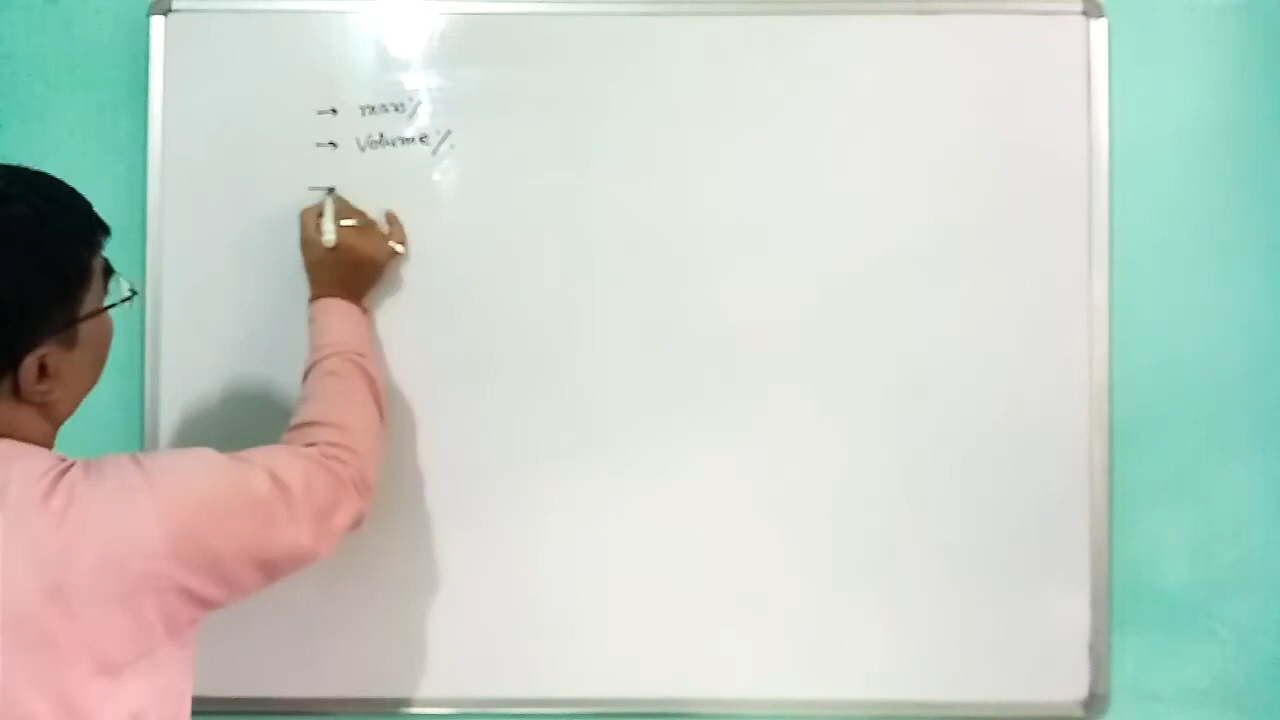 → mass%
→ Volume%.